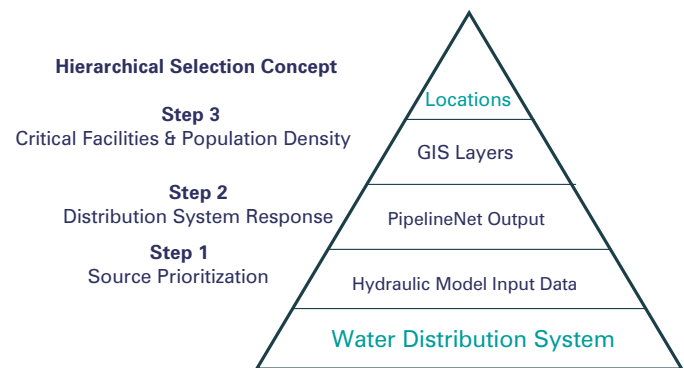 Hierarchical Selection Concept
Locations
Step 3
Critical Facilities & Population Density
GIS Layers
Step 2
Distribution System Response
PipelineNet Output
Step 1
Source Prioritization
Hydraulic Model Input Data
Water Distribution System